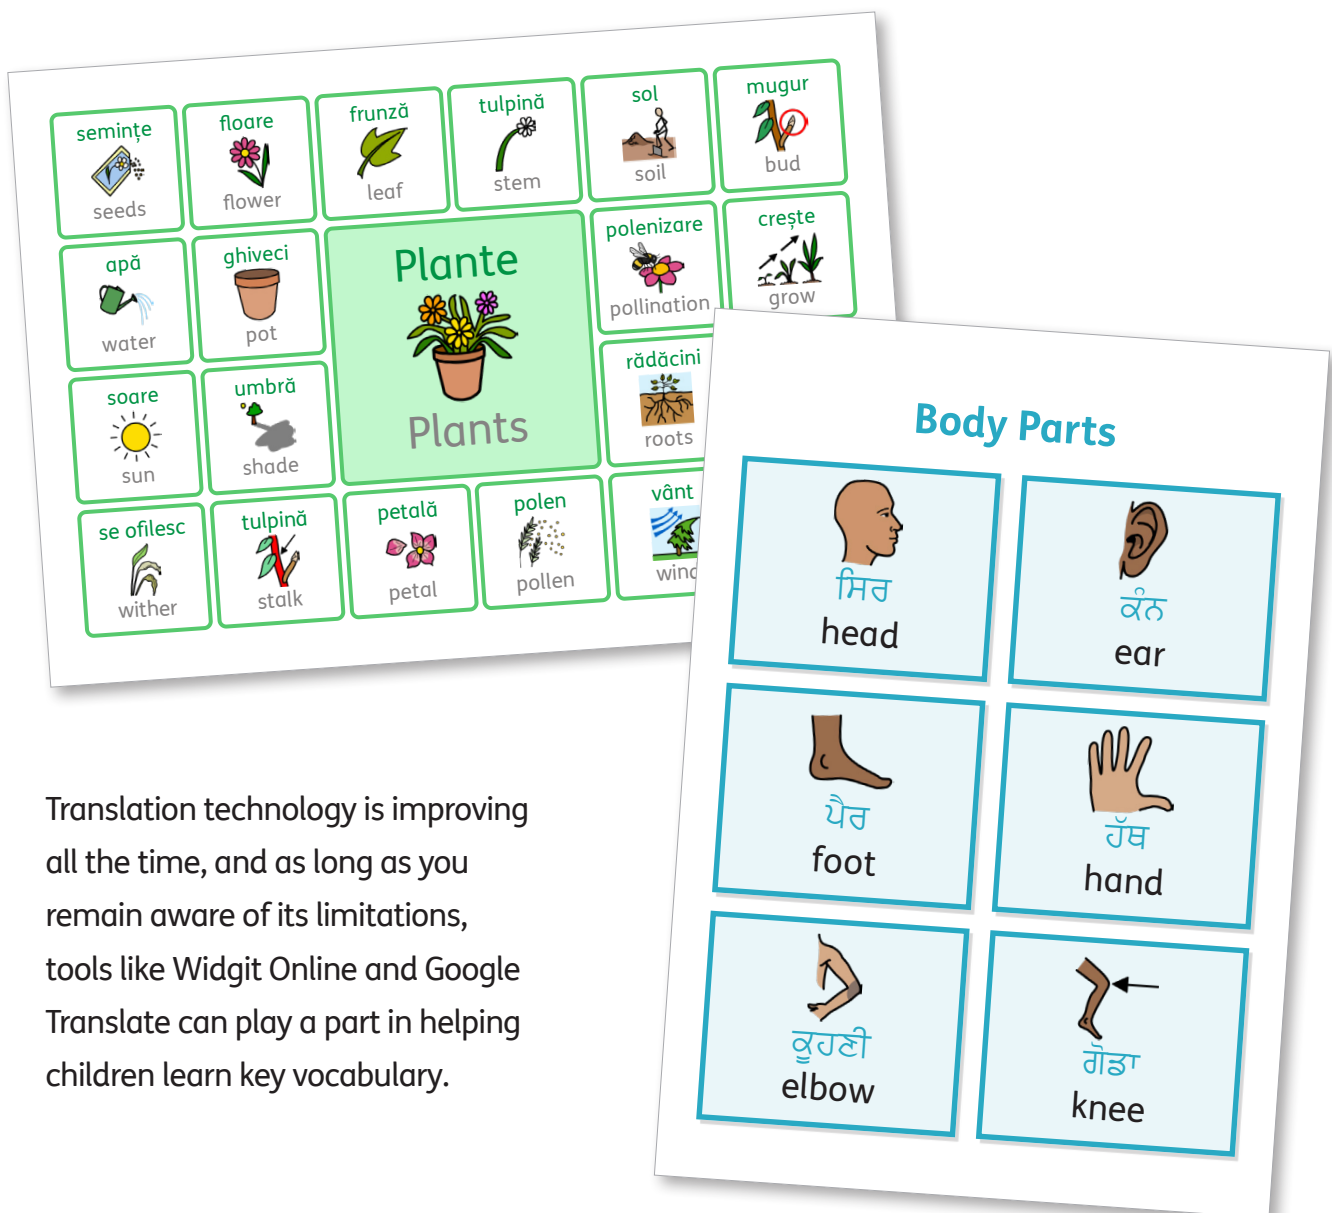 semințe
seeds
floare
flower
frunză
leaf
tulpină
stem
sol
soil
mugur
bud
apă
water
ghiveci
pot
Plante
Plants
polenizare
pollination
crește
grow
soare
sun
umbră
shade
rădăcini
roots
se ofilesc
wither
tulpină
stalk
petală
petal
polen
pollen
vânt
Body Parts
ਸਿਰ
head
ਕੰਨ
ear
ਪੈਰ
foot
ਹੱਥ
hand
ਕੂਹਣੀ
elbow
ਗੋਡਾ
knee
Translation technology is improving
all the time, and as long as you
remain aware of its limitations,
tools like Widgit Online and Google
Translate can play a part in helping
children learn key vocabulary.